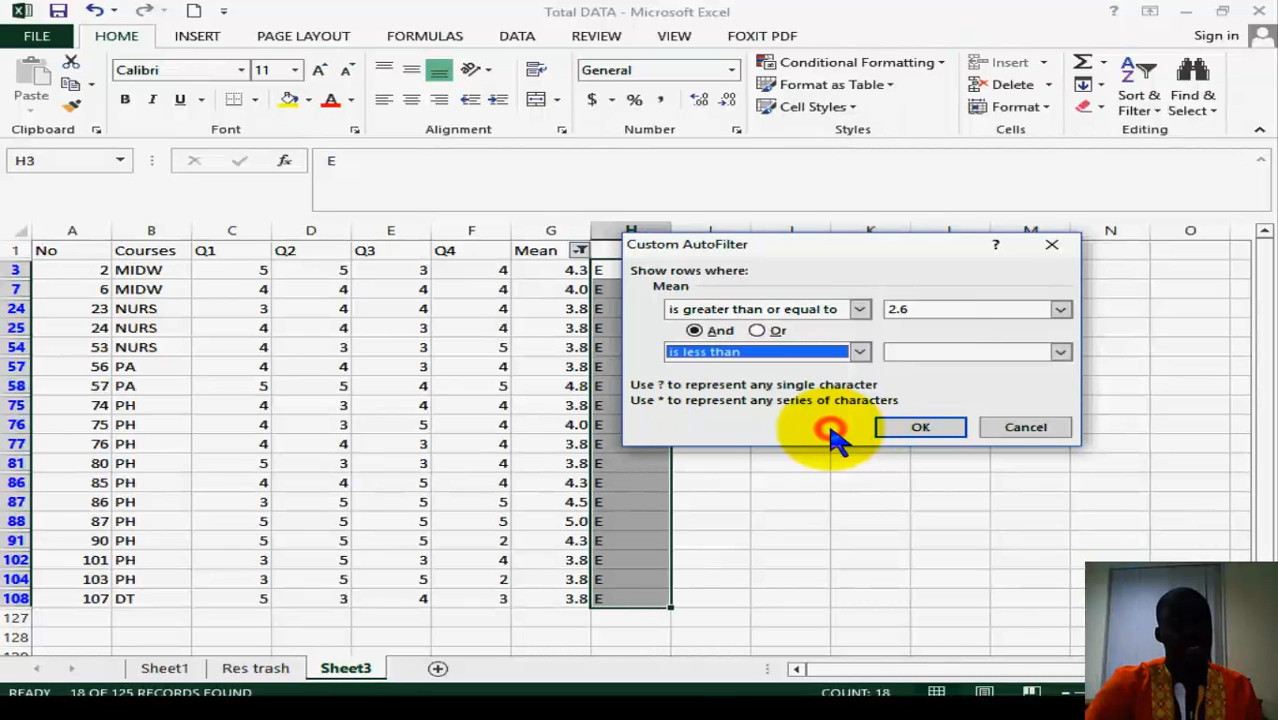 Total DATA - Microsoft Excel
FILE HOME INSERT PAGE LAYOUT FORMULAS DATA REVIEW VIEW FOXIT PDF Sign in
Paste Calibri 11 General Conditional Formatting Insert Σ
B I U A $ % , Format as Table Delete Sort & Find &
Cell Styles Format Filter Select
Clipboard Font Alignment Number Styles Cells Editing
H3 fx E
A B C D E F G H N O
1 No Courses Q1 Q2 Q3 Q4 Mean
3 2 MIDW 5 5 3 4 4.3 E
7 6 MIDW 4 4 4 4 4.0 E
24 23 NURS 3 4 4 4 3.8 E
25 24 NURS 4 4 3 4 3.8 E
54 53 NURS 4 3 3 5 3.8 E
57 56 PA 4 4 3 4 3.8 E
58 57 PA 5 5 4 5 4.8 E
75 74 PH 4 3 4 4 3.8 E
76 75 PH 4 3 5 4 4.0 E
77 76 PH 4 4 3 4 3.8 E
81 80 PH 5 3 3 4 3.8 E
86 85 PH 4 4 5 4 4.3 E
87 86 PH 3 5 5 5 4.5 E
88 87 PH 5 5 5 5 5.0 E
91 90 PH 5 5 5 2 4.3 E
102 101 PH 3 5 3 4 3.8 E
104 103 PH 3 5 5 2 3.8 E
108 107 DT 5 3 4 3 3.8 E
127
128
Custom AutoFilter ?
Show rows where:
Mean
is greater than or equal to 2.6
And Or
is less than
Use ? to represent any single character
Use * to represent any series of characters
OK Cancel
Sheet1 Res trash Sheet3
READY 18 OF 125 RECORDS FOUND COUNT: 18